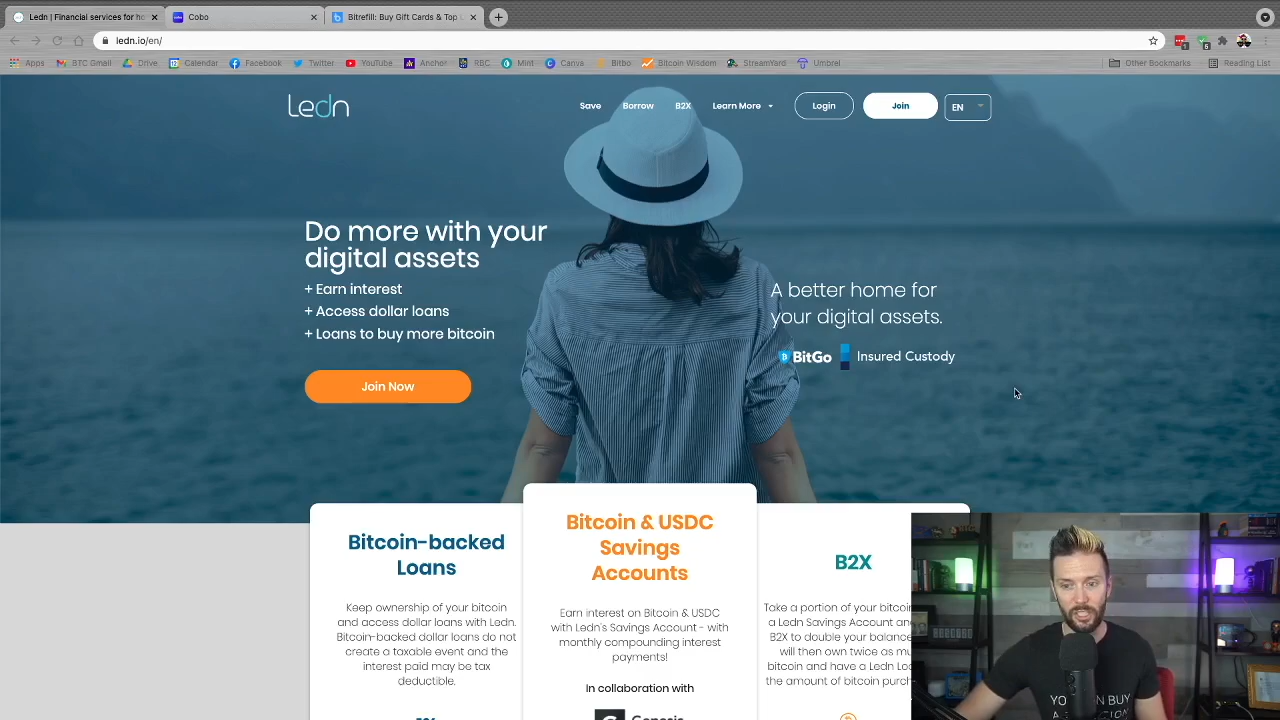 Ledn | Financial services for ho
Cobo
Bitrefill: Buy Gift Cards & Top U
ledn.io/en/
Apps
BTC Gmail
Drive
Calendar
Facebook
Twitter
YouTube
Anchor
RBC
Mint
Canva
Bitbo
Bitcoin Wisdom
StreamYard
Umbrel
Other Bookmarks
Reading List
ledn
Save
Borrow
B2X
Learn More
Login
Join
EN
Do more with your
digital assets
+ Earn interest
+ Access dollar loans
+ Loans to buy more bitcoin
Join Now
A better home for
your digital assets.
BitGo
Insured Custody
Bitcoin-backed
Loans
Keep ownership of your bitcoin
and access dollar loans with Ledn.
Bitcoin-backed dollar loans do not
create a taxable event and the
interest paid may be tax
deductible.
Bitcoin & USDC
Savings
Accounts
Earn interest on Bitcoin & USDC
with Ledn's Savings Account - with
monthly compounding interest
payments!
In collaboration with
Genesis
B2X
Take a portion of your bitcoin
a Ledn Savings Account an
B2X to double your balance
will then own twice as mu
bitcoin and have a Ledn Loa
the amount of bitcoin purch